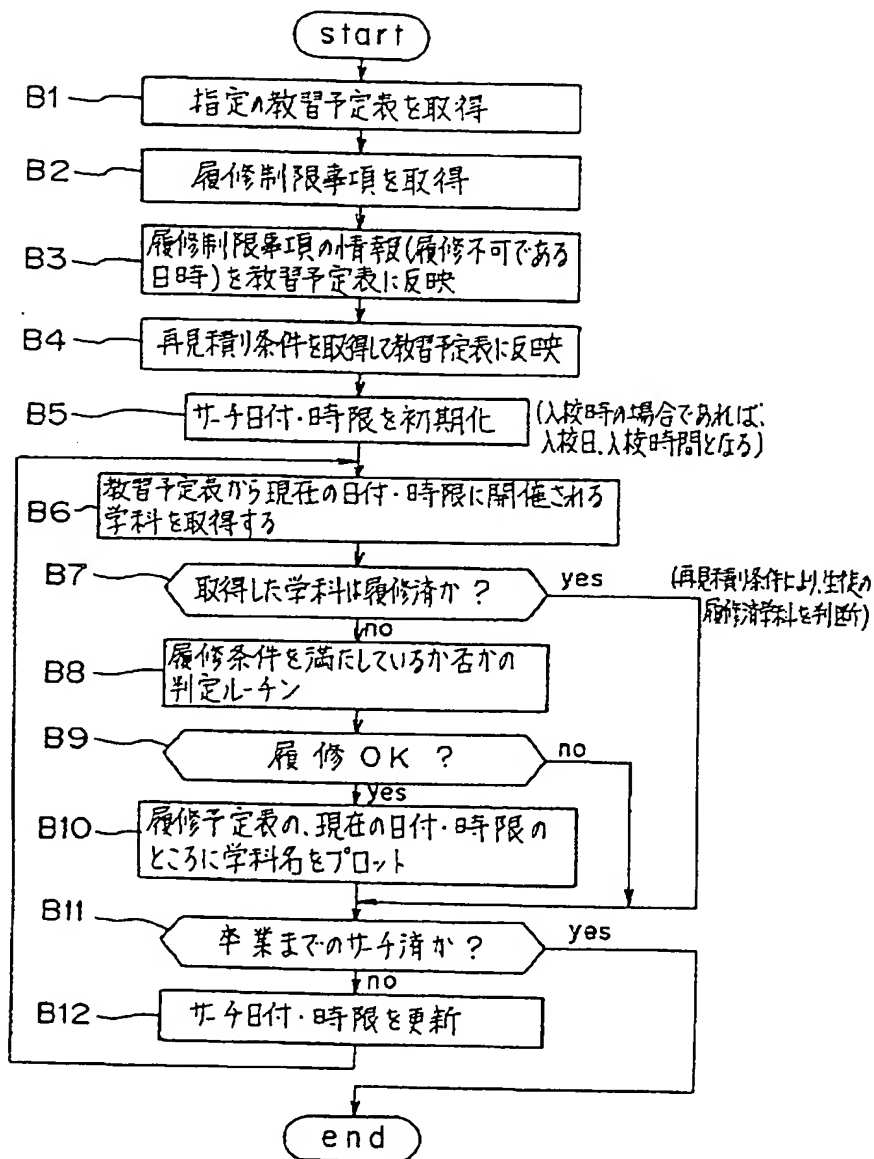 start
B1
指定の教習予定表を取得
B2
履修制限事項を取得
B3
履修制限事項の情報(履修不可である
日時)を教習予定表に反映
B4
再見積り条件を取得して教習予定表に反映
B5
サーチ日付・時限を初期化
(入校時の場合であれば、
入校日、入校時間となる)
B6
教習予定表から現在の日付・時限に開催される
学科を取得する
B7
取得した学科は履修済か?
yes
(再見積り条件により、生徒の
履修済学科を判断)
no
B8
履修条件を満たしているか否かの
判定ルーチン
B9
履修OK?
no
yes
B10
履修予定表の、現在の日付・時限の
ところに学科名をプロット
B11
卒業までのサーチ済か?
yes
no
B12
サーチ日付・時限を更新
end